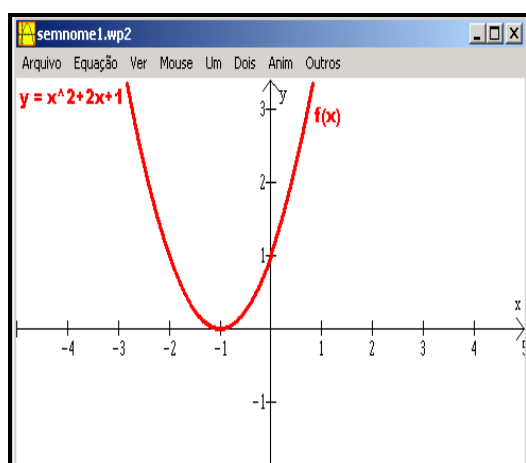 semnome1.wp2
Arquivo Equação Ver Mouse Um Dois Anim Outros
y = x^2+2x+1
y
3
f(x)
2
1
x
-4 -3 -2 -1 1 2 3 4 5
-1